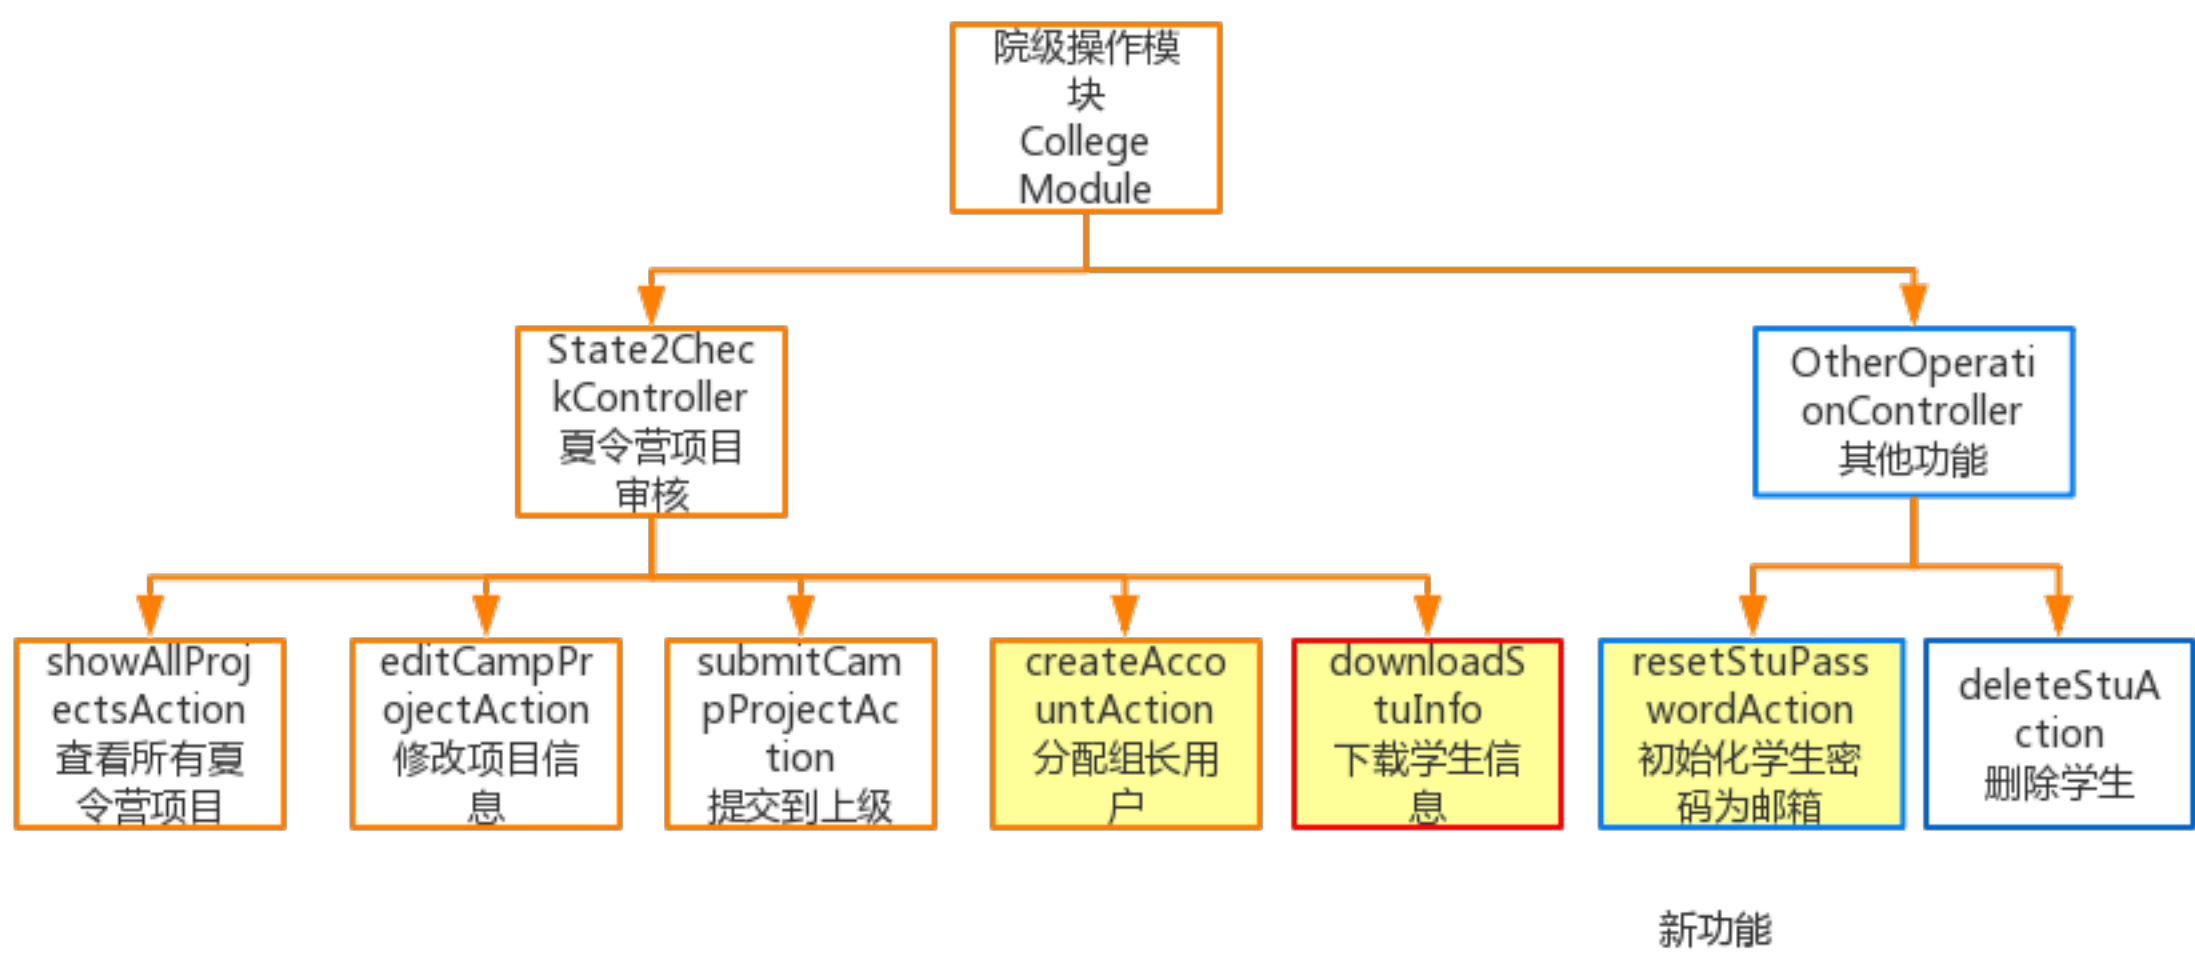 院级操作模
块
College
Module
State2Chec
kController
夏令营项目
审核
OtherOperati
onController
其他功能
showAllProj
ectsAction
查看所有夏
令营项目
editCampPr
ojectAction
修改项目信
息
submitCam
pProjectAc
tion
提交到上级
createAcco
untAction
分配组长用
户
downloadS
tuInfo
下载学生信
息
resetStuPass
wordAction
初始化学生密
码为邮箱
deleteStuA
ction
删除学生
新功能